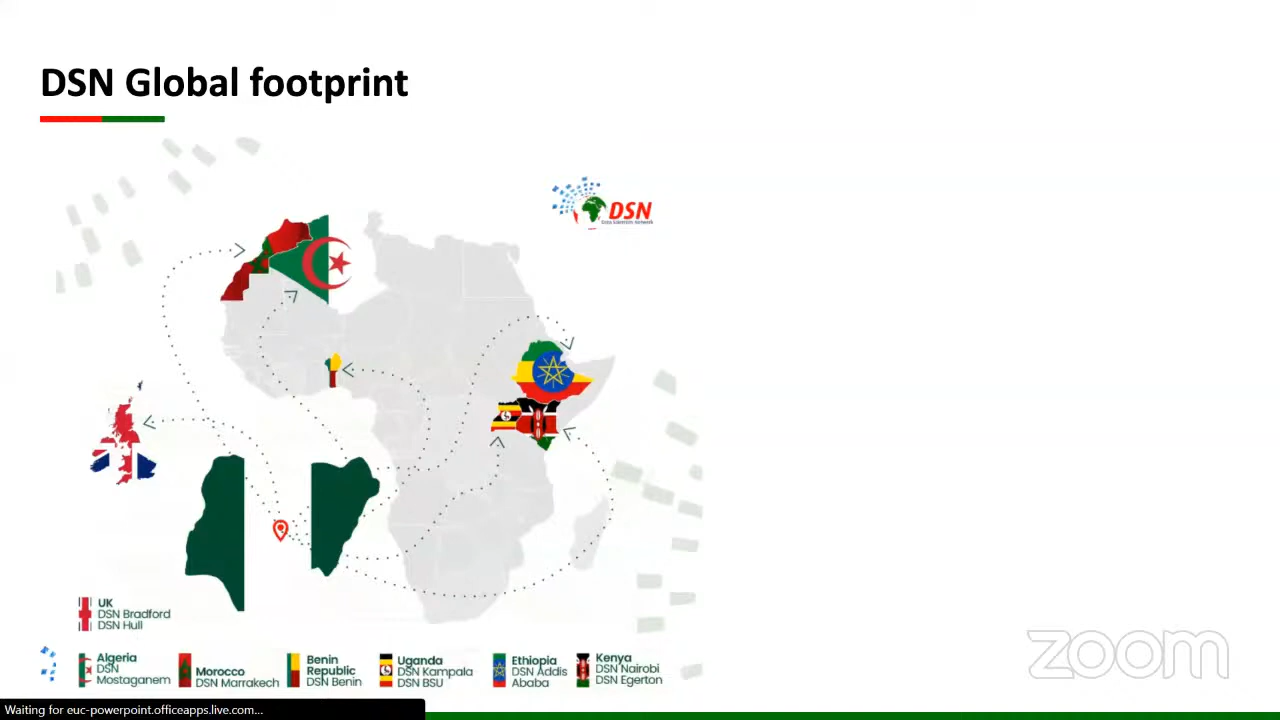 DSN Global footprint
DSN
UK
DSN Bradford
DSN Hull
Algeria
DSN
Mostaganem
Morocco
DSN Marrakech
Benin
Republic
DSN Benin
Uganda
DSN Kampala
DSN BSU
Ethiopia
DSN Addis
Ababa
Kenya
DSN Nairobi
DSN Egerton
zoom
Waiting for euc-powerpoint.officeapps.live.com...